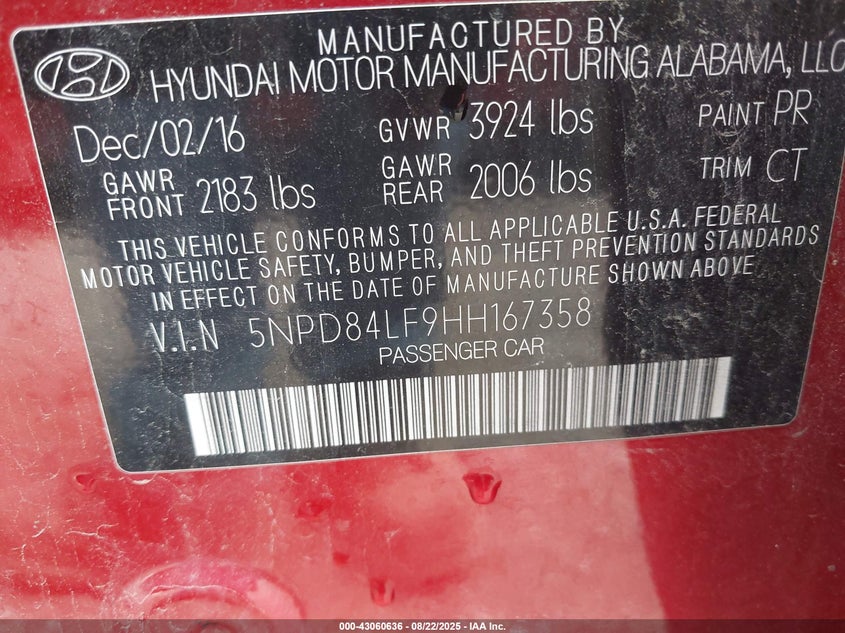 MANUFACTURED BY
HYUNDAI MOTOR MANUFACTURING ALABAMA, LLC
Dec/02/16 GVWR 3924 lbs PAINT PR
GAWR FRONT 2183 lbs GAWR REAR 2006 lbs TRIM CT
THIS VEHICLE CONFORMS TO ALL APPLICABLE U.S.A. FEDERAL
MOTOR VEHICLE SAFETY, BUMPER, AND THEFT PREVENTION STANDARDS
IN EFFECT ON THE DATE OF MANUFACTURE SHOWN ABOVE
V.I.N 5NPD84LF9HH167358
PASSENGER CAR
000-43060636 - 08/22/2025 - IAA Inc.